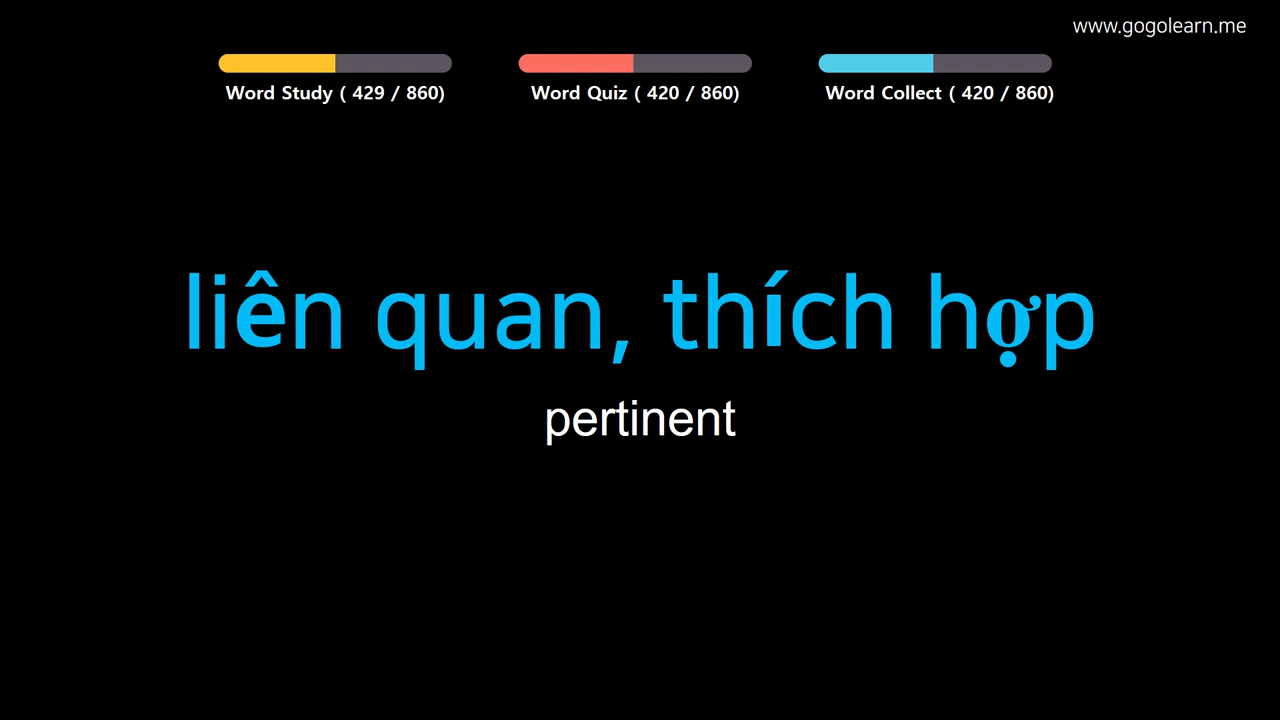 www.gogolearn.me
Word Study ( 429 / 860)
Word Quiz ( 420 / 860)
Word Collect ( 420 / 860)
liên quan, thích hợp
pertinent